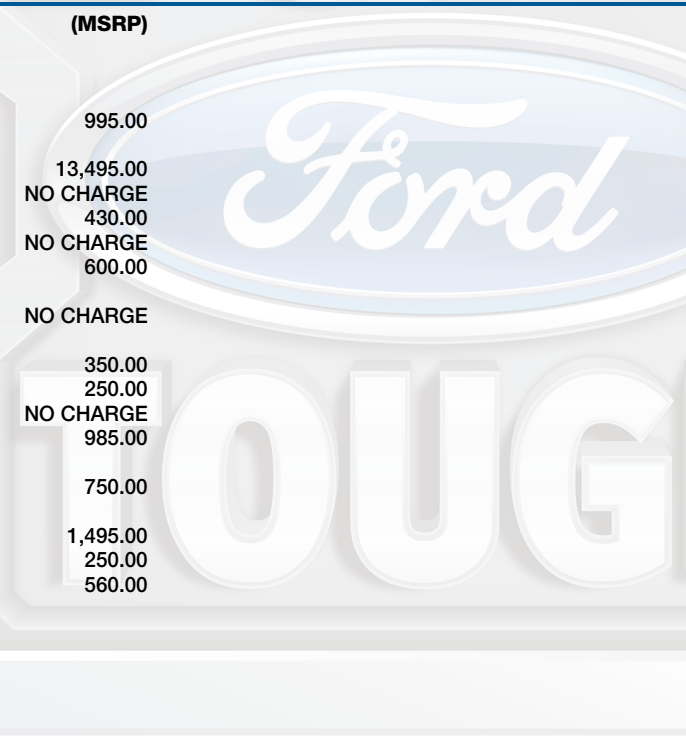 (MSRP)
995.00
13,495.00
NO CHARGE
430.00
NO CHARGE
600.00
NO CHARGE
350.00
250.00
NO CHARGE
985.00
750.00
1,495.00
250.00
560.00
Ford
TOUG